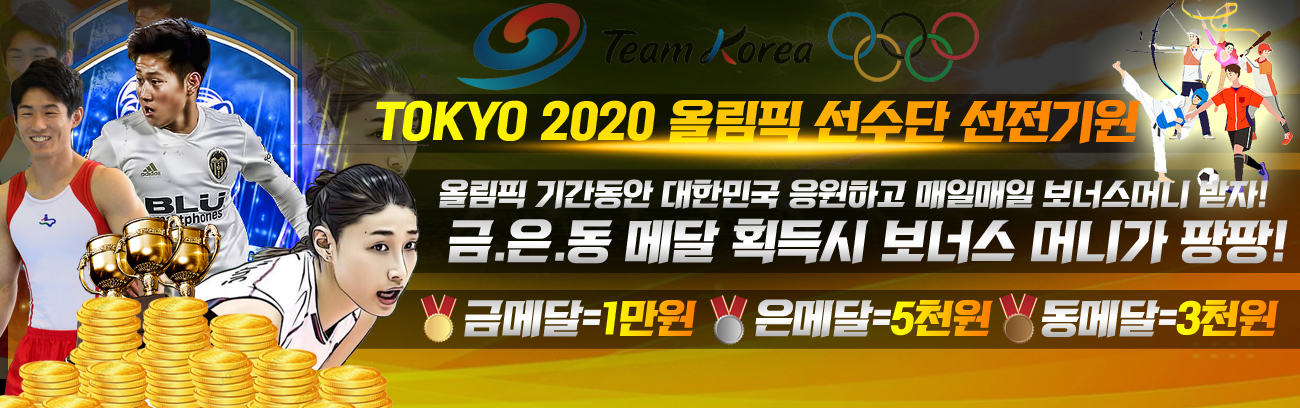 Team Korea
TOKYO 2020 올림픽 선수단 선전기원
올림픽 기간동안 대한민국 응원하고 매일매일 보너스머니 받자!
금.은.동 메달 획득시 보너스 머니가 팡팡!
금메달=1만원 은메달=5천원 동메달=3천원
adidas
BLU